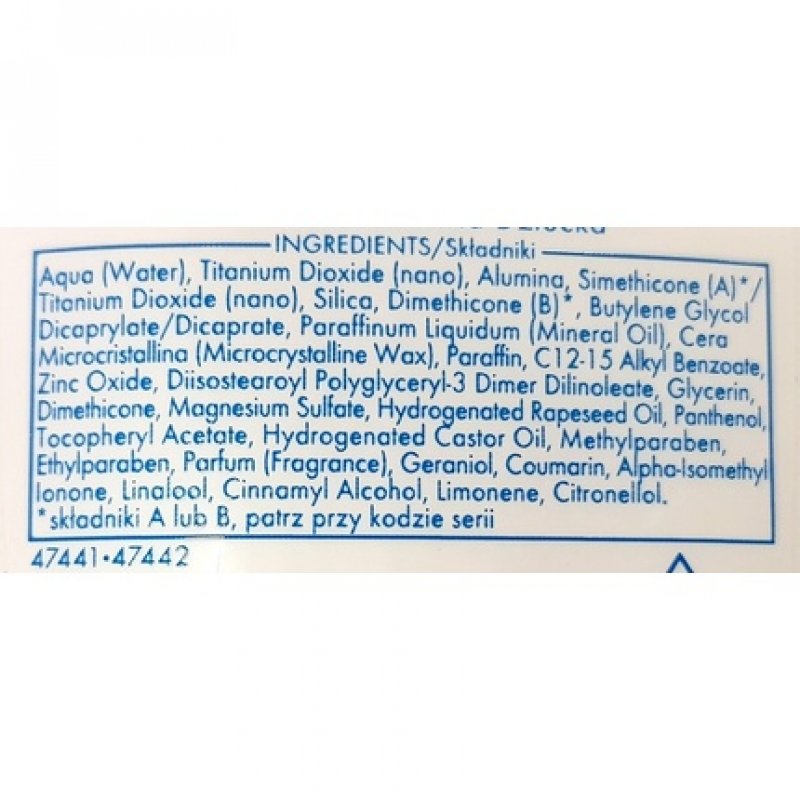 INGREDIENTS/Składniki
Aqua (Water), Titanium Dioxide (nano), Alumina, Simethicone (A)*/
Titanium Dioxide (nano), Silica, Dimethicone (B)*, Butylene Glycol
Dicaprylate/Dicaprate, Paraffinum Liquidum (Mineral Oil), Cera
Microcristallina (Microcrystalline Wax), Paraffin, C12-15 Alkyl Benzoate,
Zinc Oxide, Diisostearoyl Polyglyceryl-3 Dimer Dilinoleate, Glycerin,
Dimethicone, Magnesium Sulfate, Hydrogenated Rapeseed Oil, Panthenol,
Tocopheryl Acetate, Hydrogenated Castor Oil, Methylparaben,
Ethylparaben, Parfum (Fragrance), Geraniol, Coumarin, Alpha-Isomethyl
Ionone, Linalool, Cinnamyl Alcohol, Limonene, Citronellol.
*składniki A lub B, patrz przy kodzie serii
47441·47442